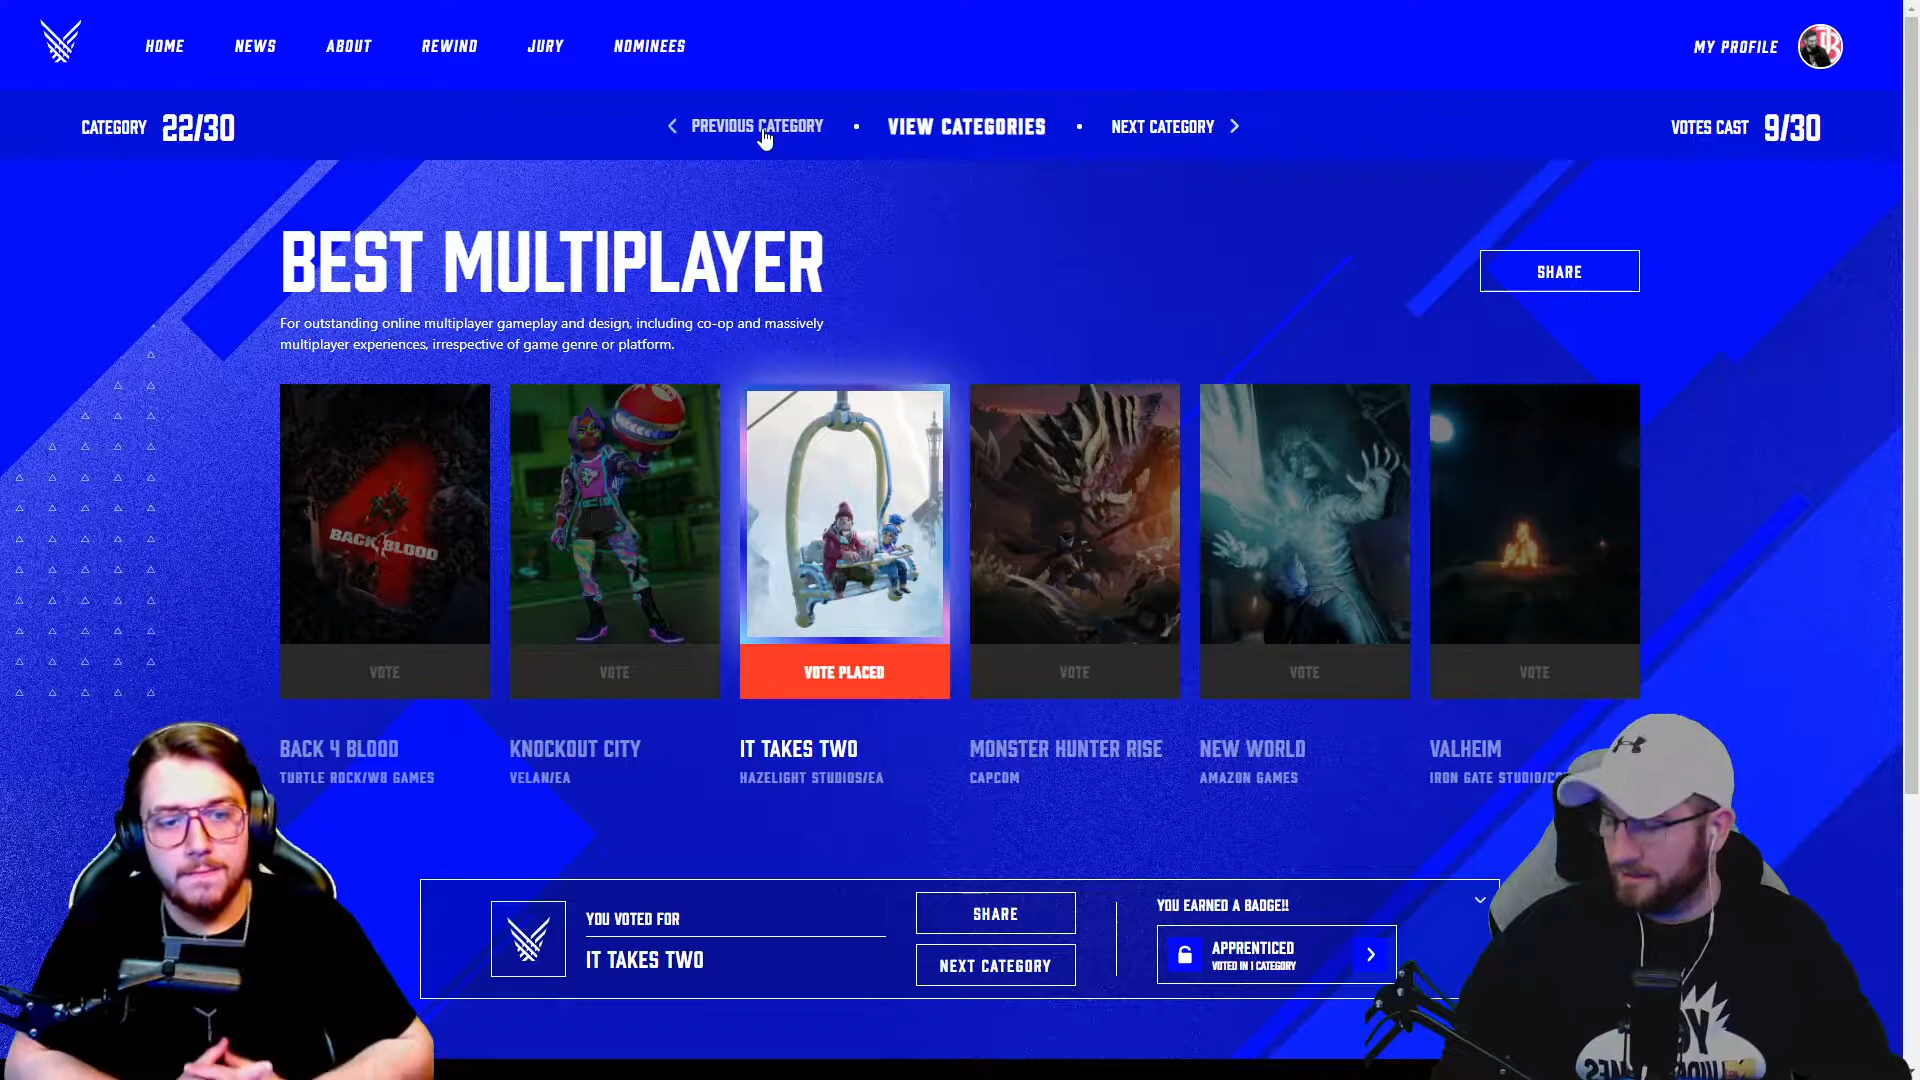 HOME NEWS ABOUT REWIND JURY NOMINEES MY PROFILE
CATEGORY 22/30 PREVIOUS CATEGORY • VIEW CATEGORIES • NEXT CATEGORY VOTES CAST 9/30
BEST MULTIPLAYER
SHARE
For outstanding online multiplayer gameplay and design, including co-op and massively
multiplayer experiences, irrespective of game genre or platform.
BACK 4 BLOOD
VOTE VOTE VOTE PLACED VOTE VOTE VOTE
BACK 4 BLOOD KNOCKOUT CITY IT TAKES TWO MONSTER HUNTER RISE NEW WORLD VALHEIM
TURTLE ROCK/WB GAMES VELAN/EA HAZELIGHT STUDIOS/EA CAPCOM AMAZON GAMES IRON GATE
YOU VOTED FOR
IT TAKES TWO
SHARE
NEXT CATEGORY
YOU EARNED A BADGE!!
APPRENTICED
VOTED IN 1 CATEGORY